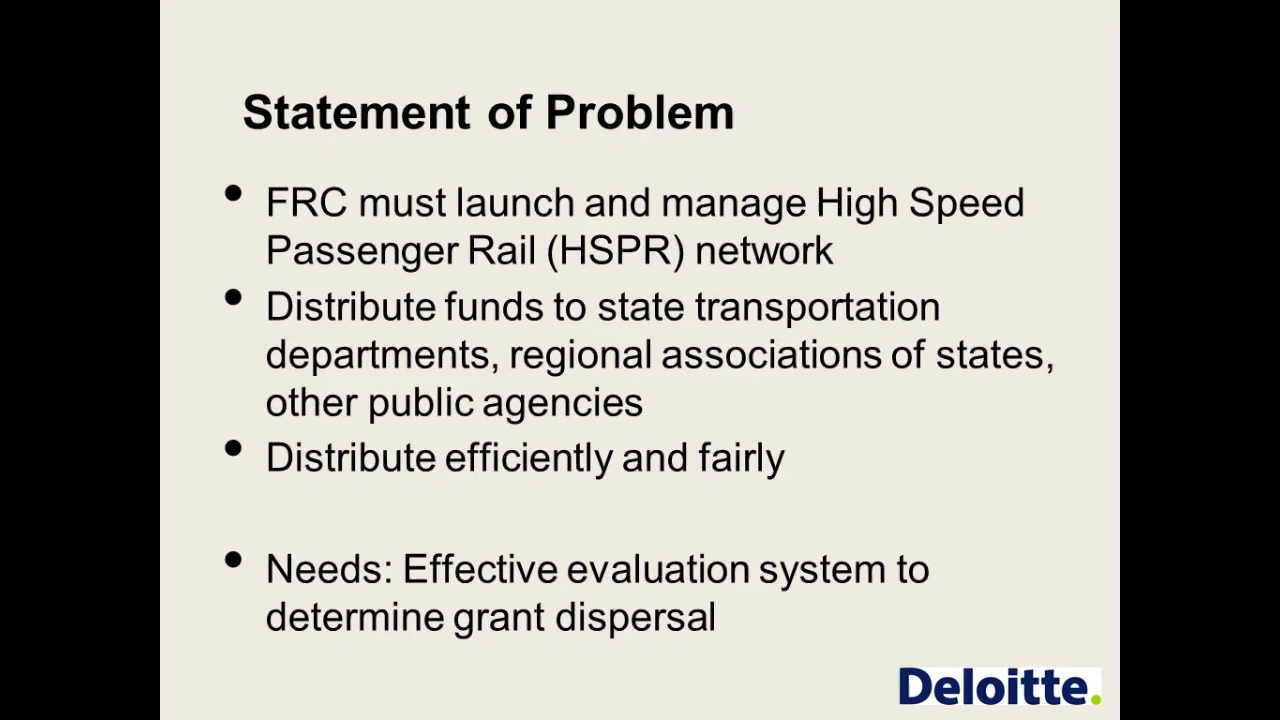 Statement of Problem
• FRC must launch and manage High Speed
Passenger Rail (HSPR) network
• Distribute funds to state transportation
departments, regional associations of states,
other public agencies
• Distribute efficiently and fairly
• Needs: Effective evaluation system to
determine grant dispersal
Deloitte.